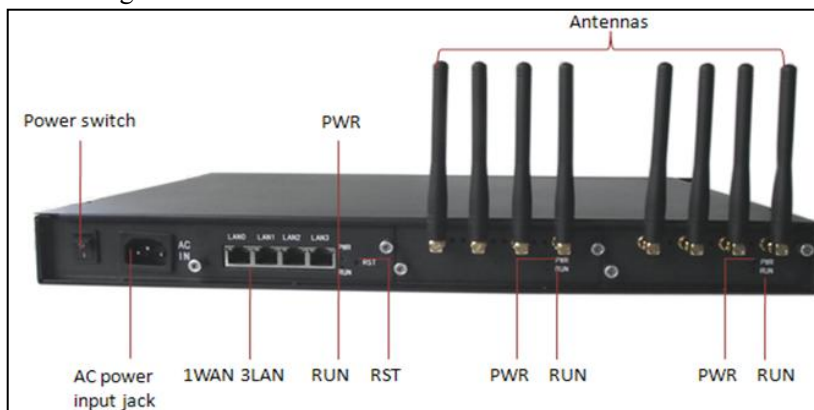 Antennas
Power switch
PWR
LAN0 LAN1 LAN2 LAN3
AC
IN
PWR
RST
RUN
PWR
RUN
PWR
RUN
AC power
input jack
1WAN 3LAN
RUN
RST
PWR
RUN
PWR
RUN